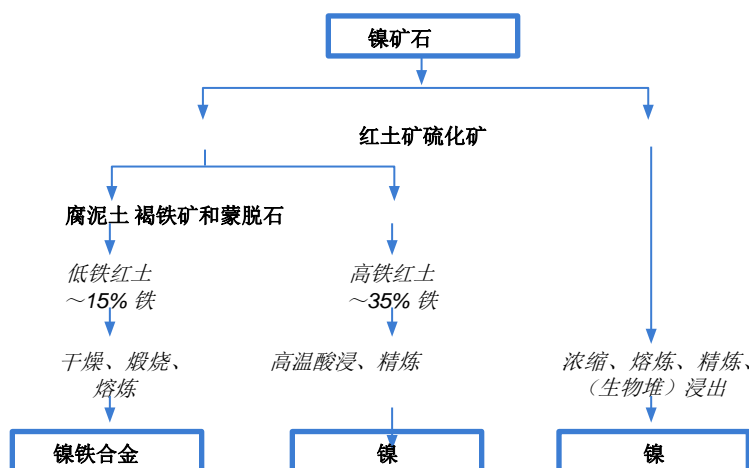 镍矿石
红土矿硫化矿
腐泥土 褐铁矿和蒙脱石
低铁红土
～15% 铁
高铁红土
～35% 铁
干燥、煅烧、
熔炼
高温酸浸、精炼
浓缩、熔炼、精炼、
（生物堆）浸出
镍铁合金
镍
镍